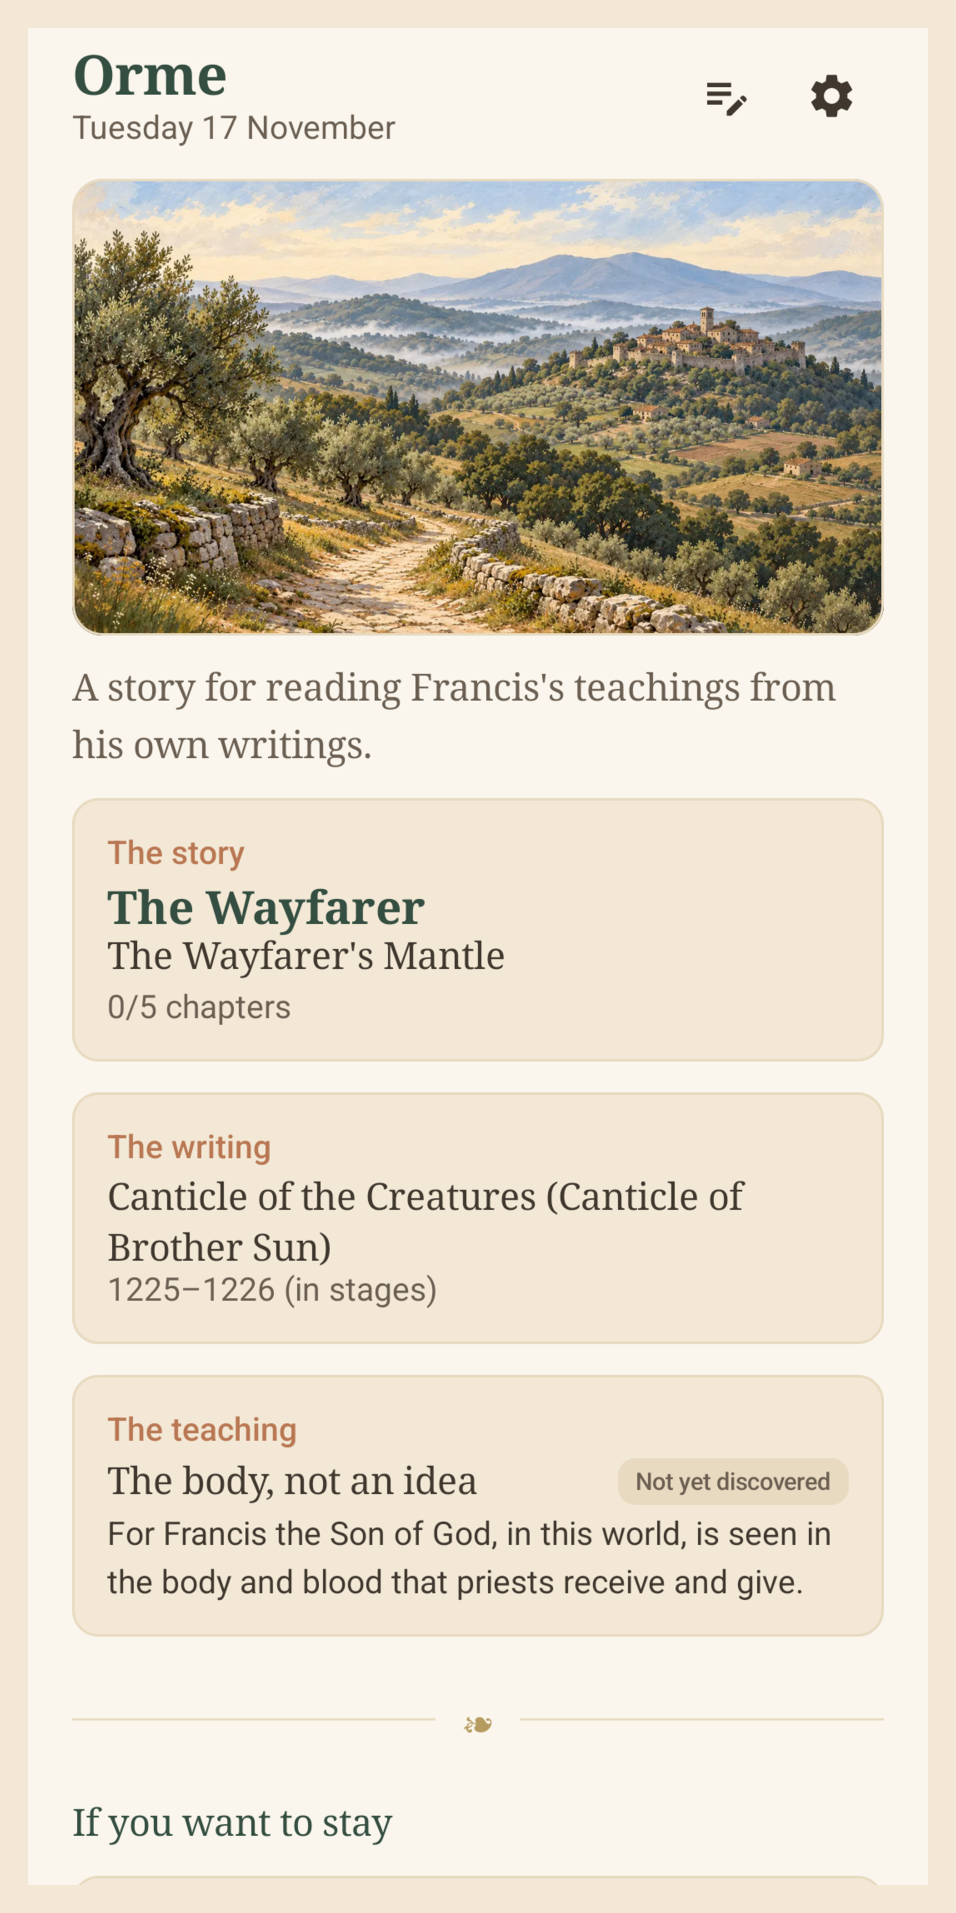 Orme
Tuesday 17 November
A story for reading Francis's teachings from
his own writings.
The story
The Wayfarer
The Wayfarer's Mantle
0/5 chapters
The writing
Canticle of the Creatures (Canticle of
Brother Sun)
1225–1226 (in stages)
The teaching
The body, not an idea
Not yet discovered
For Francis the Son of God, in this world, is seen in
the body and blood that priests receive and give.
If you want to stay